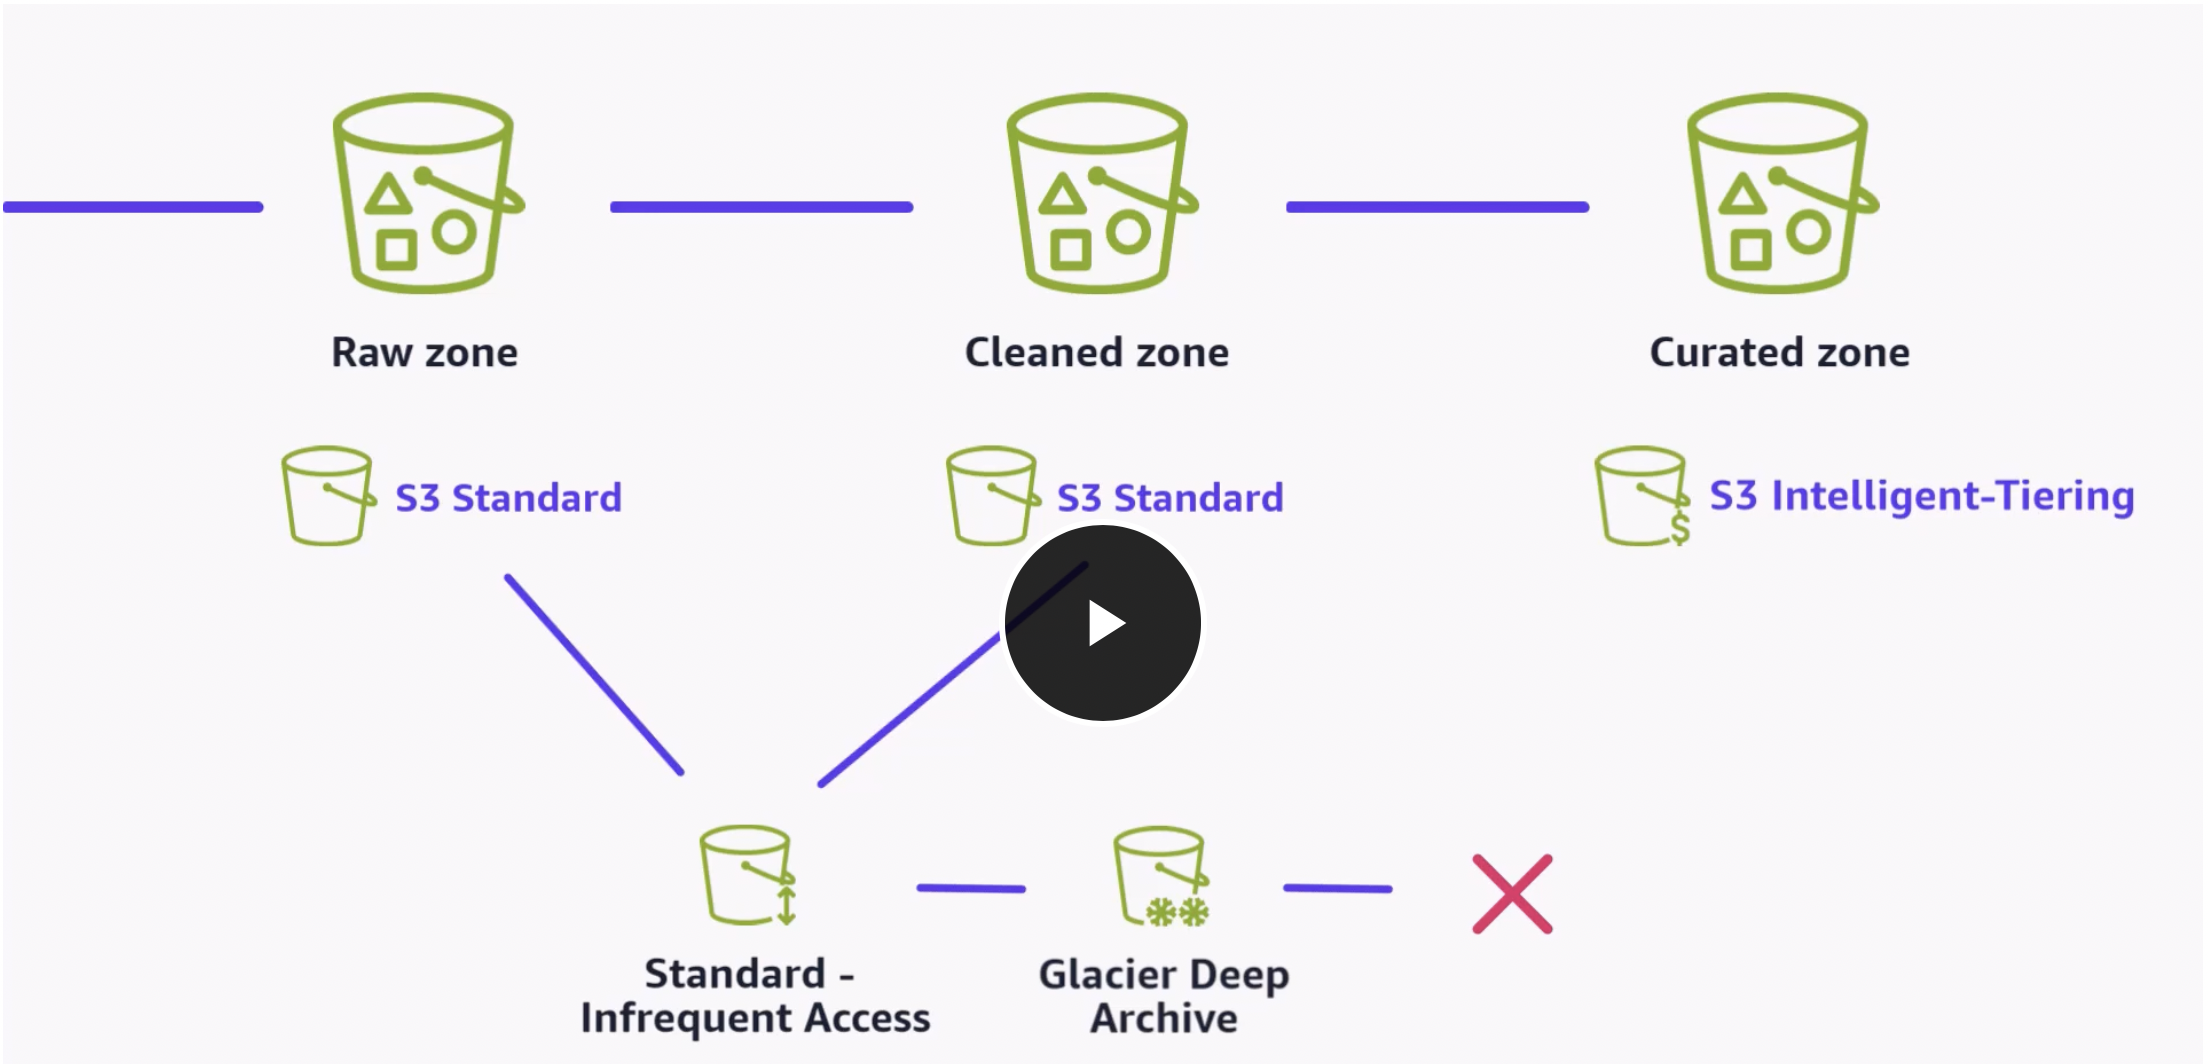 Raw zone
Cleaned zone
Curated zone
S3 Standard
S3 Standard
S3 Intelligent-Tiering
$
Standard -
Infrequent Access
Glacier Deep
Archive